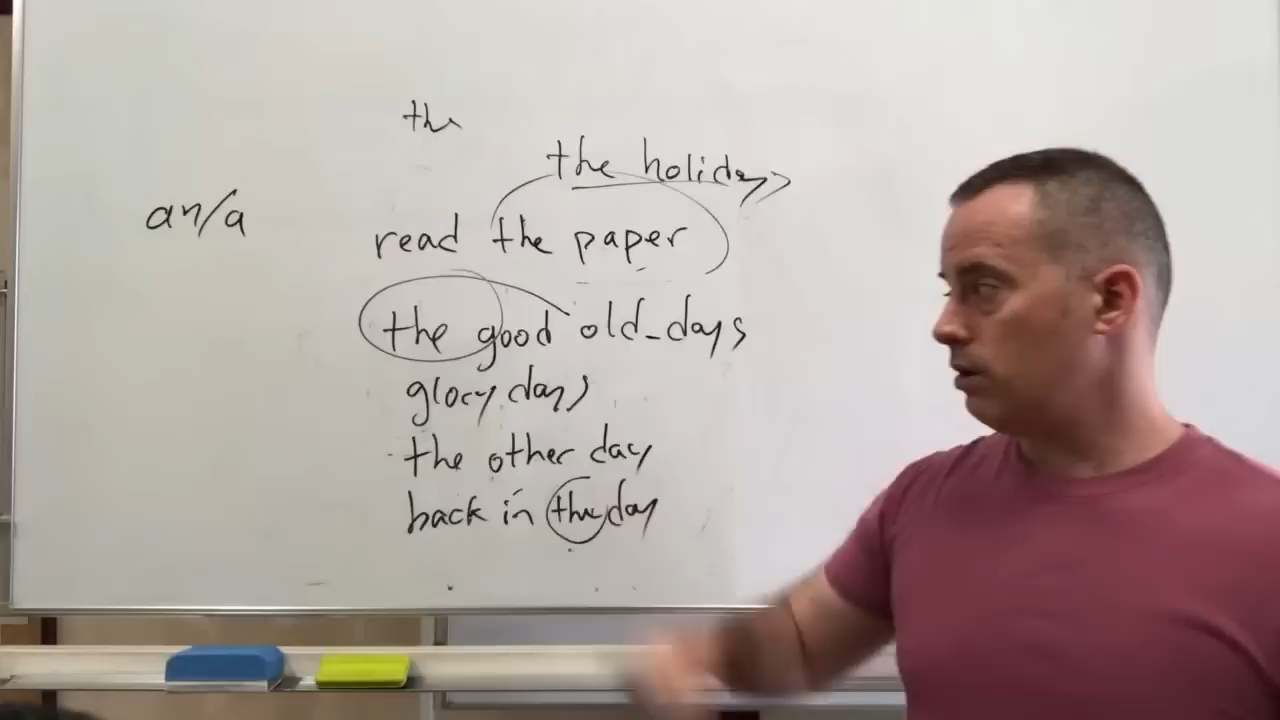 the
the holidays
an/a
read the paper
the good old-days
glory days
the other day
back in the day